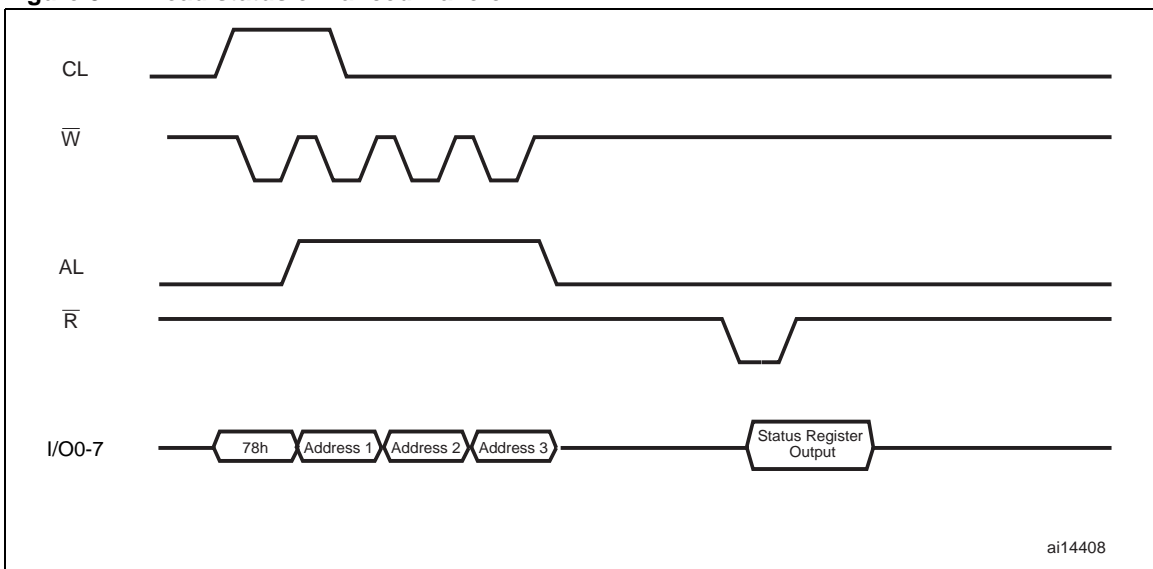 CL
W
AL
R
I/O0-7
78h
Address 1
Address 2
Address 3
Status Register
Output
ai14408